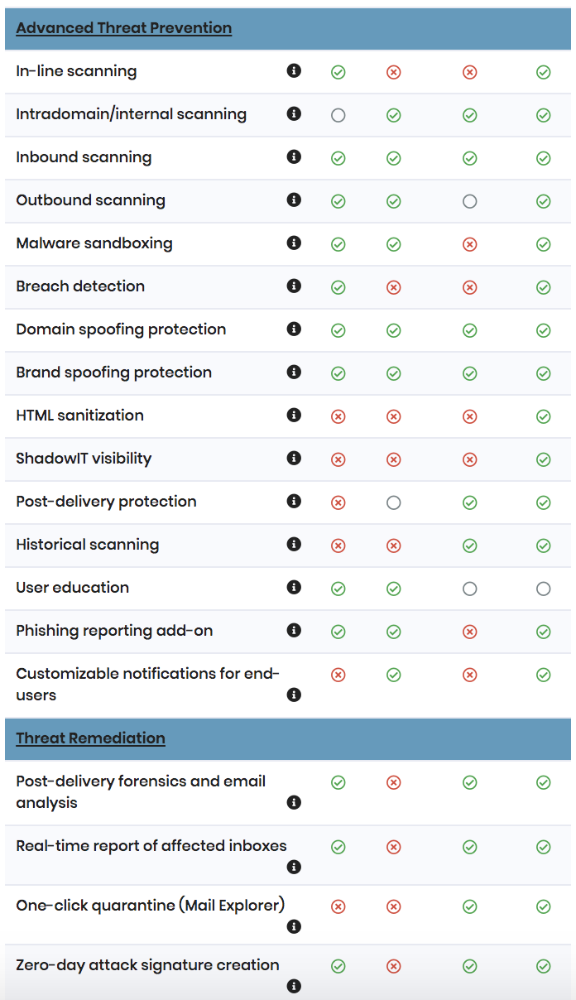 Advanced Threat Prevention
In-line scanning
Intradomain/internal scanning
Inbound scanning
Outbound scanning
Malware sandboxing
Breach detection
Domain spoofing protection
Brand spoofing protection
HTML sanitization
ShadowIT visibility
Post-delivery protection
Historical scanning
User education
Phishing reporting add-on
Customizable notifications for end-
users
Threat Remediation
Post-delivery forensics and email
analysis
Real-time report of affected inboxes
One-click quarantine (Mail Explorer)
Zero-day attack signature creation